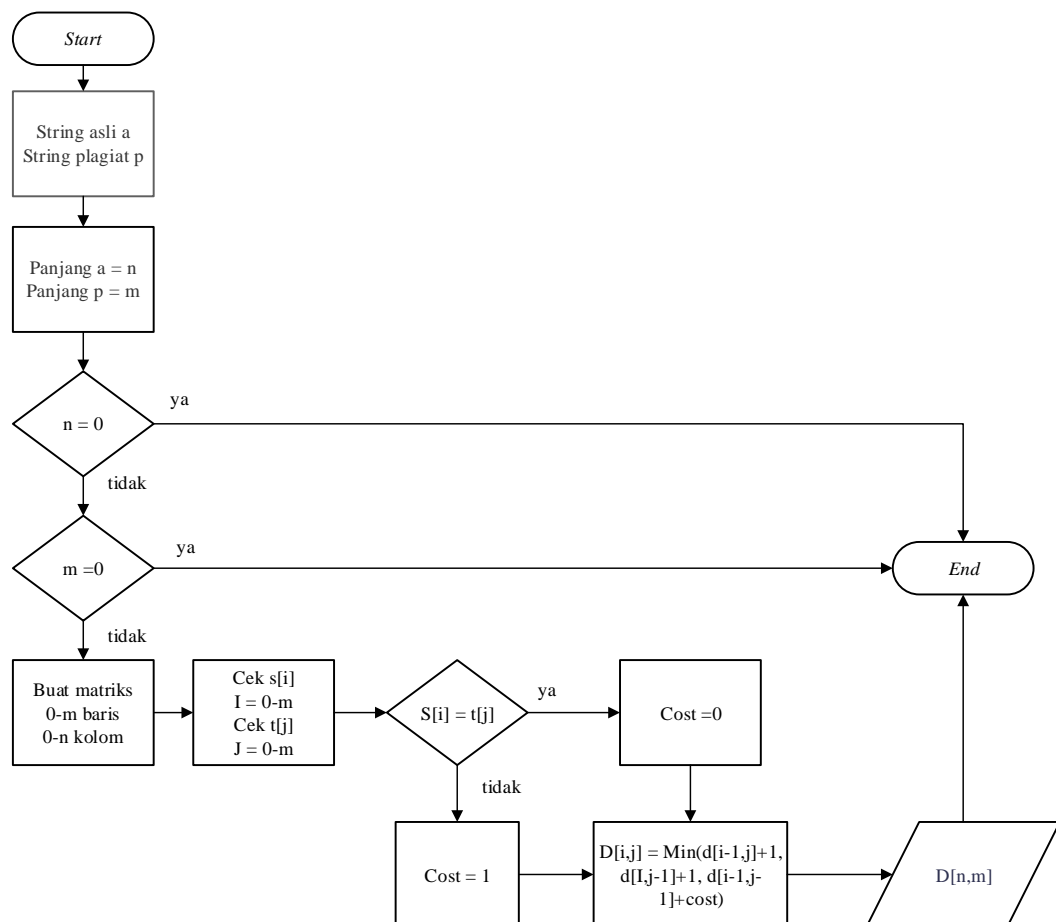 Start
String asli a
String plagiat p
Panjang a = n
Panjang p = m
n = 0
ya
tidak
m =0
ya
tidak
End
Buat matriks
0-m baris
0-n kolom
Cek s[i]
I = 0-m
Cek t[j]
J = 0-m
S[i] = t[j]
ya
Cost =0
tidak
Cost = 1
D[i,j] = Min(d[i-1,j]+1,
d[I,j-1]+1, d[i-1,j-
1]+cost)
D[n,m]